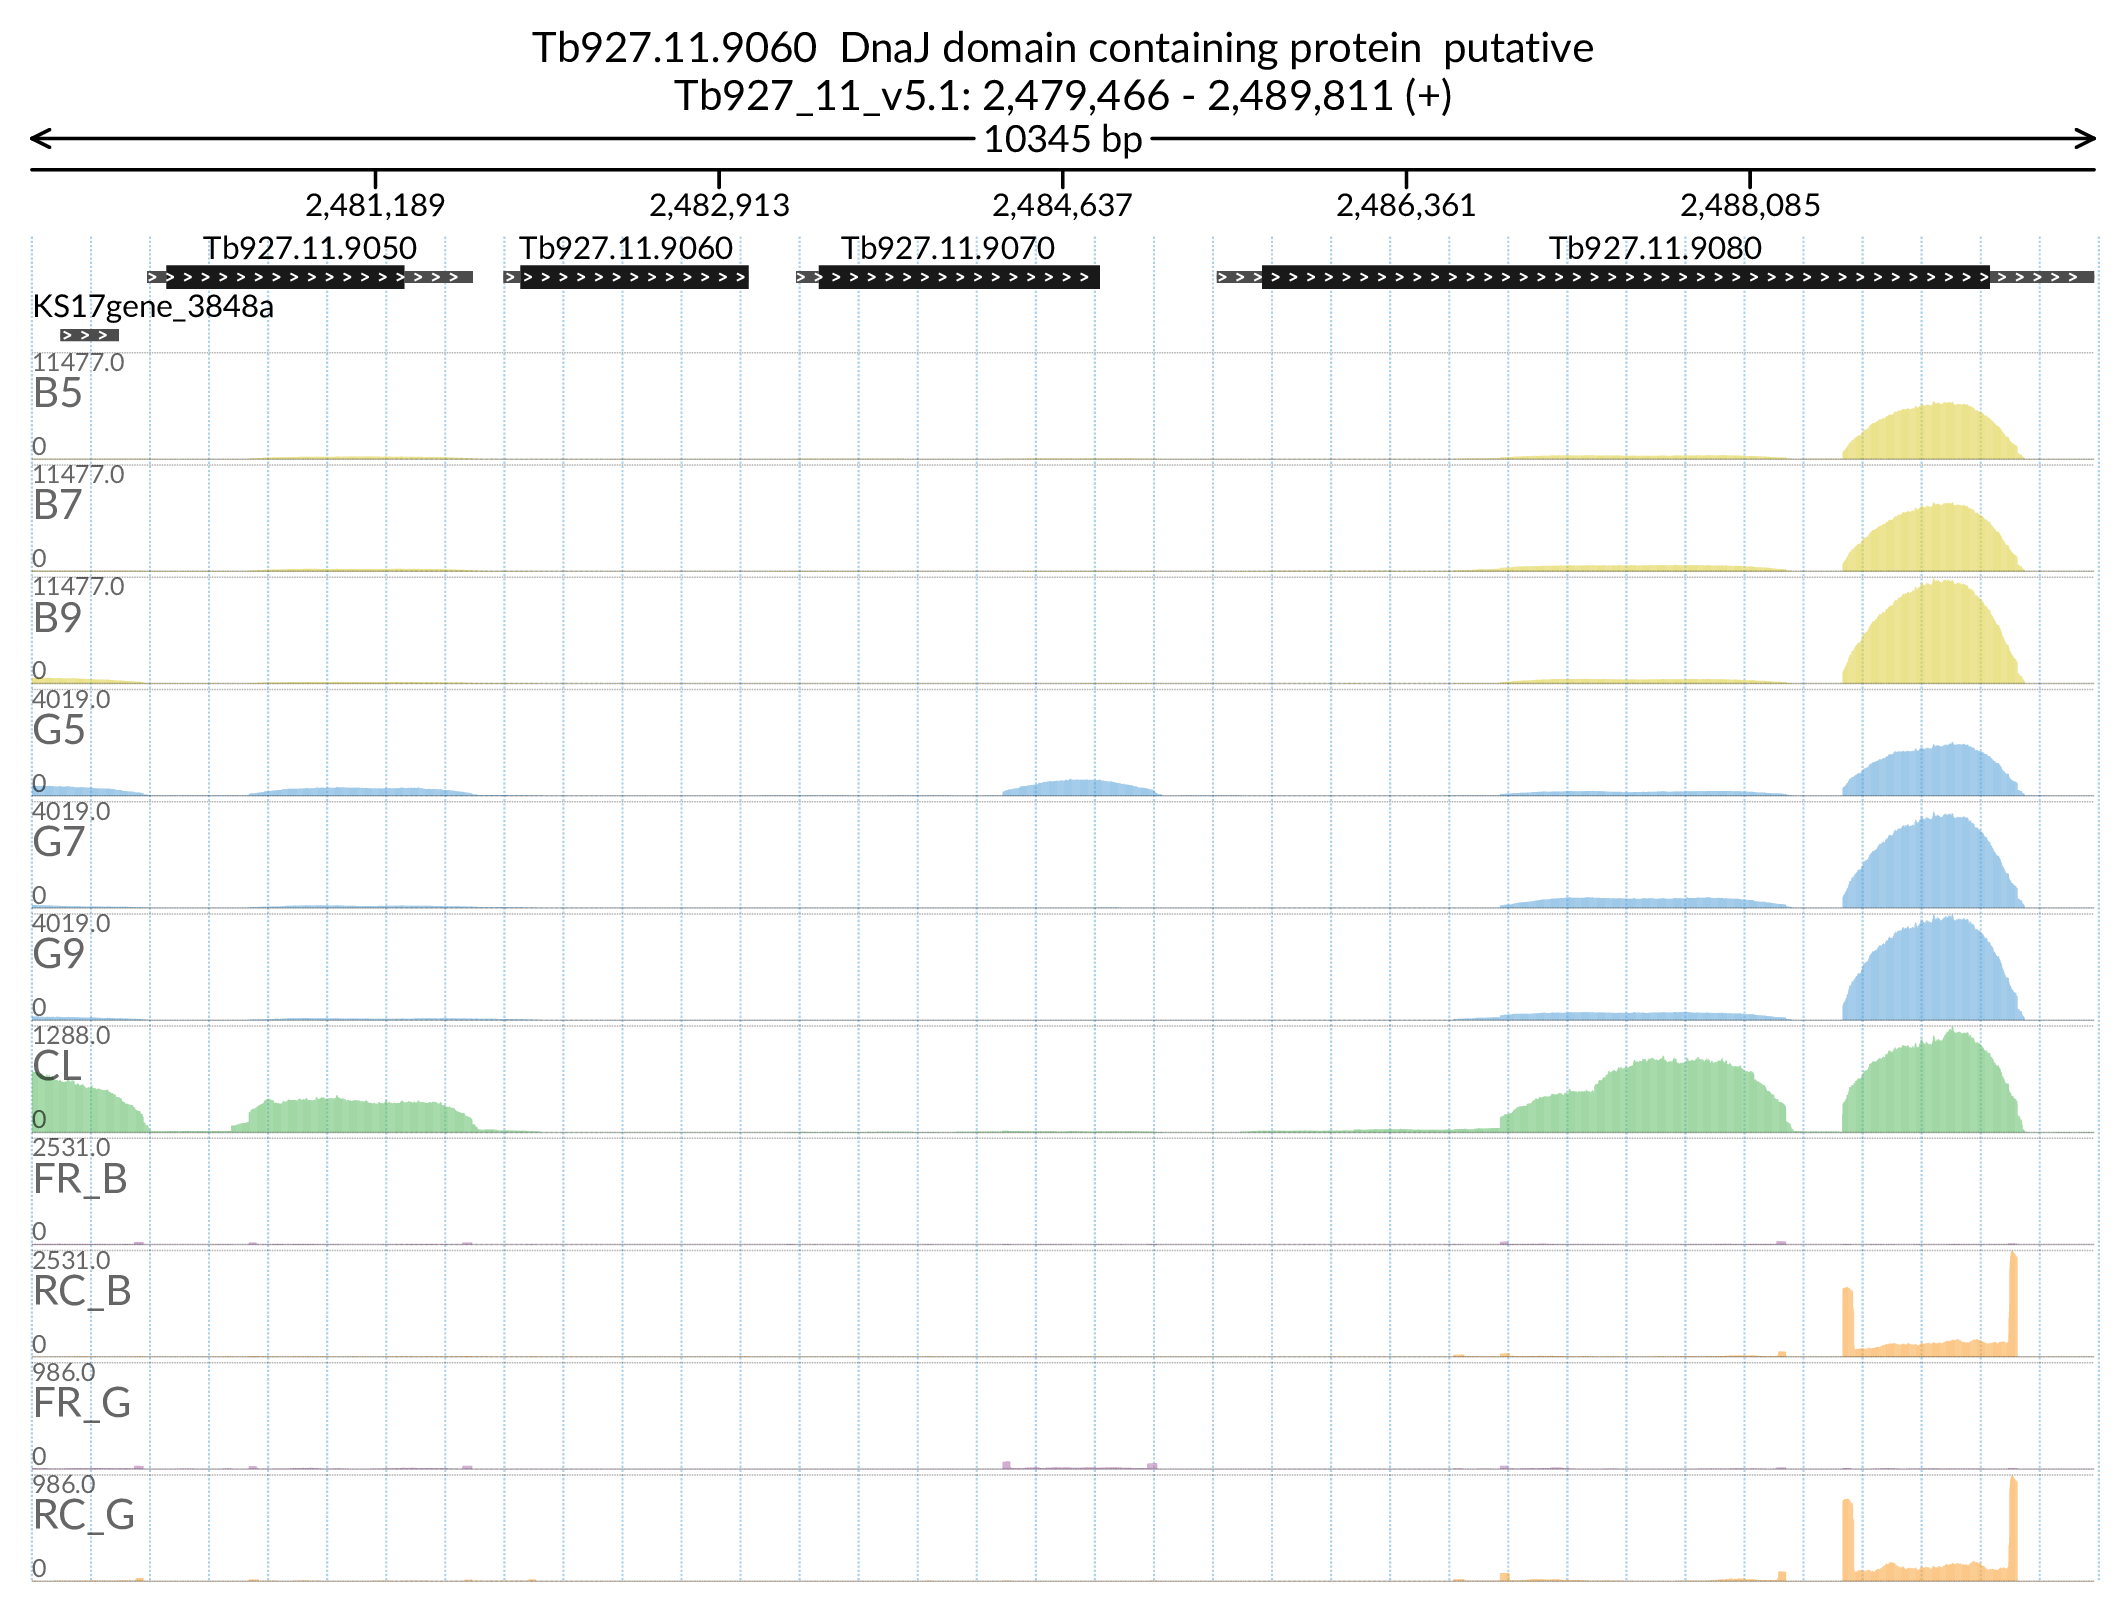 Tb927.11.9060  DnaJ domain containing protein  putative
Tb927_11_v5.1: 2,479,466 - 2,489,811 (+)
10345 bp
2,481,189 2,482,913 2,484,637 2,486,361 2,488,085
Tb927.11.9050 Tb927.11.9060 Tb927.11.9070 Tb927.11.9080
KS17gene_3848a
11477.0
B5
0
11477.0
B7
0
11477.0
B9
0
4019.0
G5
0
4019.0
G7
0
4019.0
G9
0
1288.0
CL
0
2531.0
FR_B
0
2531.0
RC_B
0
986.0
FR_G
0
986.0
RC_G
0